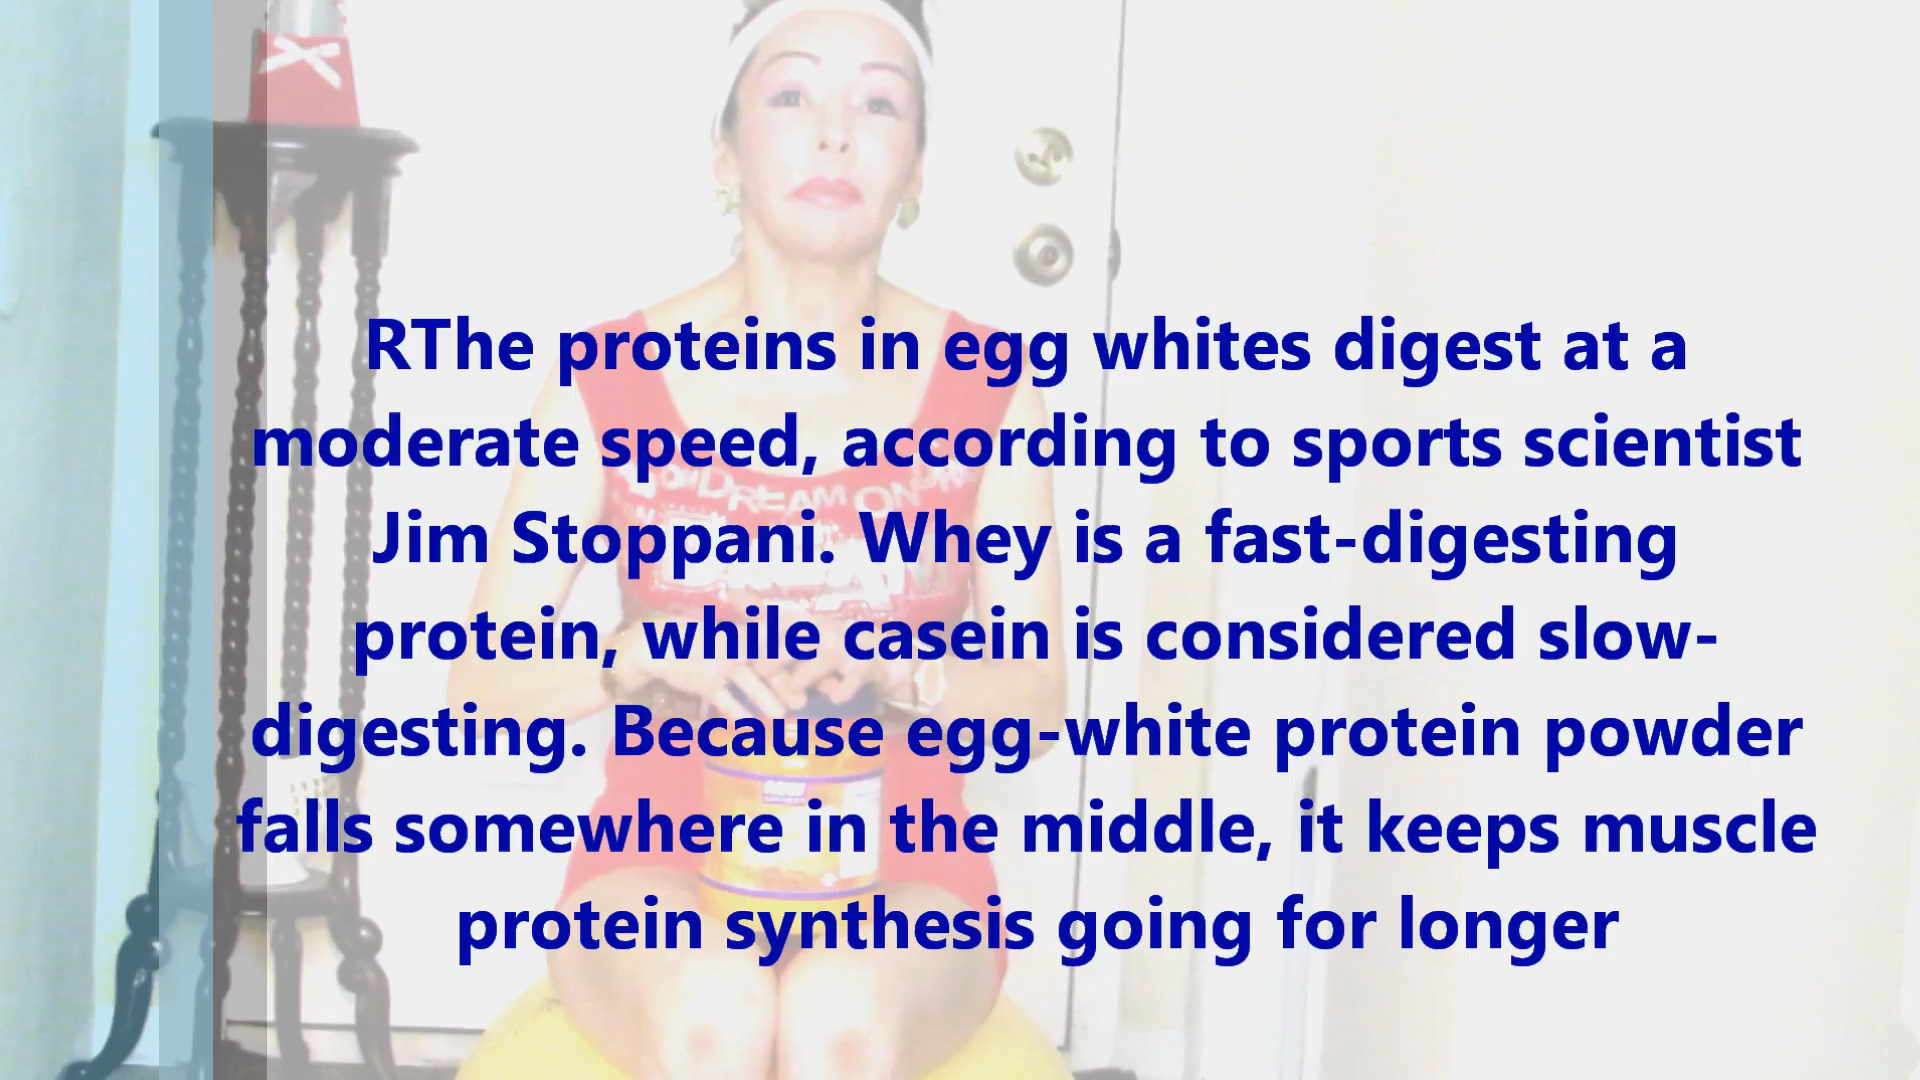 RThe proteins in egg whites digest at a
moderate speed, according to sports scientist
Jim Stoppani. Whey is a fast-digesting
protein, while casein is considered slow-
digesting. Because egg-white protein powder
falls somewhere in the middle, it keeps muscle
protein synthesis going for longer
DREAM ON